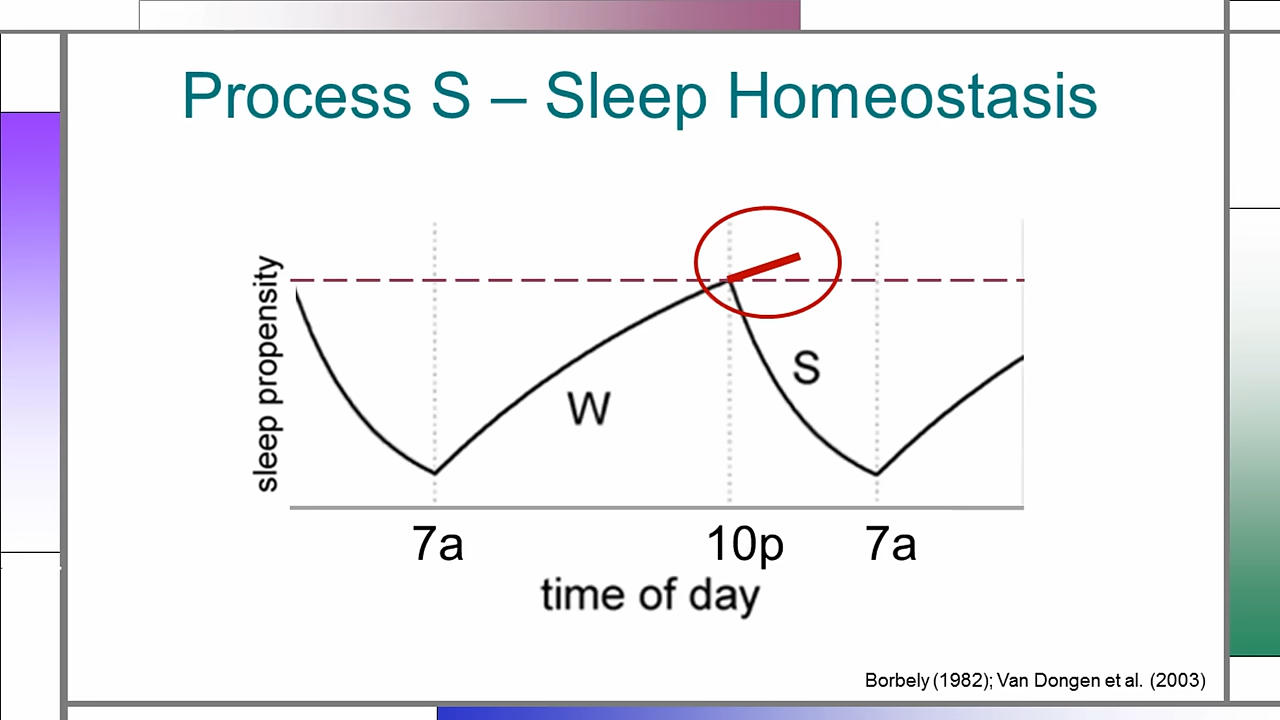 Process S – Sleep Homeostasis
sleep propensity
W
S
7a 10p 7a
time of day
Borbely (1982); Van Dongen et al. (2003)